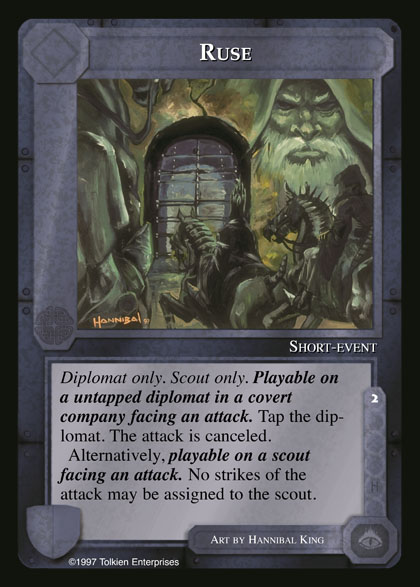 Ruse
Hannibal
Short-event
Diplomat only. Scout only. Playable on
a untapped diplomat in a covert
company facing an attack. Tap the dip-
lomat. The attack is canceled.
Alternatively, playable on a scout
facing an attack. No strikes of the
attack may be assigned to the scout.
2
H
Art by Hannibal King
©1997 Tolkien Enterprises